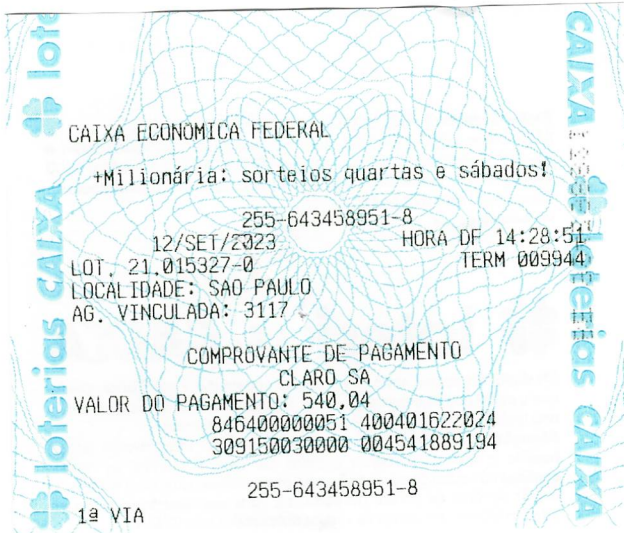 CAIXA ECONOMICA FEDERAL
+Milionária: sorteios quartas e sábados!
255-643458951-8
12/SET/2023 HORA DF 14:28:51
LOT. 21.015327-0 TERM 009944
LOCALIDADE: SAO PAULO
AG. VINCULADA: 3117
COMPROVANTE DE PAGAMENTO
CLARO SA
VALOR DO PAGAMENTO: 540,04
846400000051 400401622024
309150030000 004541889194
255-643458951-8
1ª VIA
loterias CAIXA
lot
CAIXA
loterias CAIXA